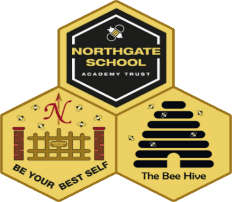 NORTHGATE
SCHOOL
ACADEMY TRUST
N
BE YOUR BEST SELF
The Bee Hive